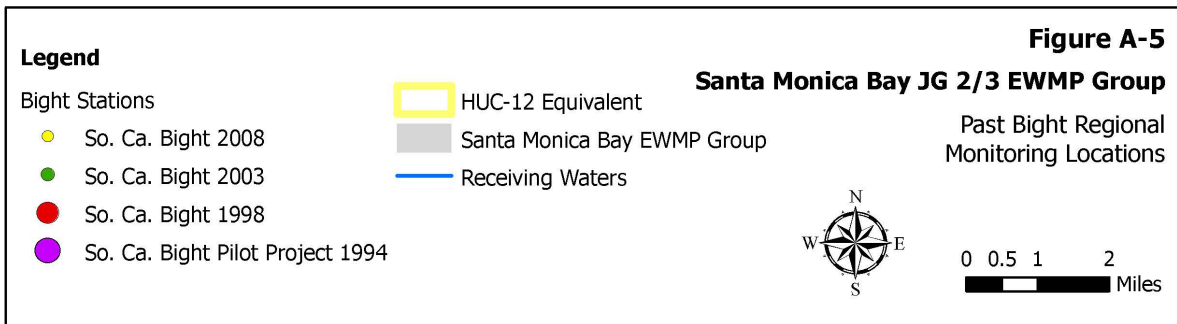 Legend
Bight Stations
So. Ca. Bight 2008
So. Ca. Bight 2003
So. Ca. Bight 1998
So. Ca. Bight Pilot Project 1994
HUC-12 Equivalent
Santa Monica Bay EWMP Group
Receiving Waters
Figure A-5
Santa Monica Bay JG 2/3 EWMP Group
Past Bight Regional
Monitoring Locations
N
W E
S
0 0.5 1 2
Miles